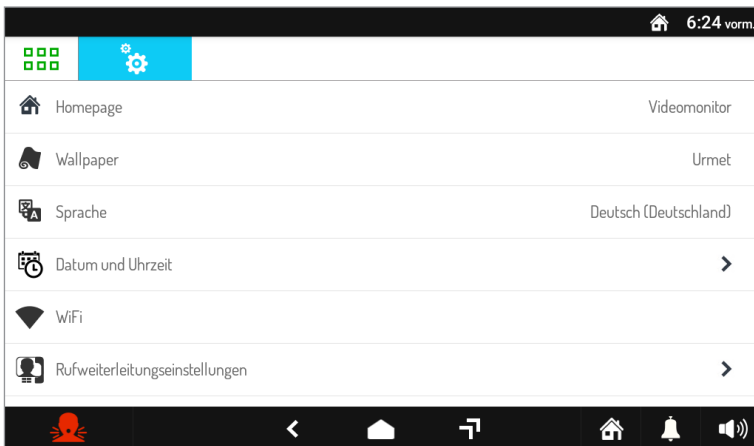 6:24 vorm.
Homepage Videomonitor
Wallpaper Urmet
Sprache Deutsch (Deutschland)
Datum und Uhrzeit
WiFi
Rufweiterleitungseinstellungen